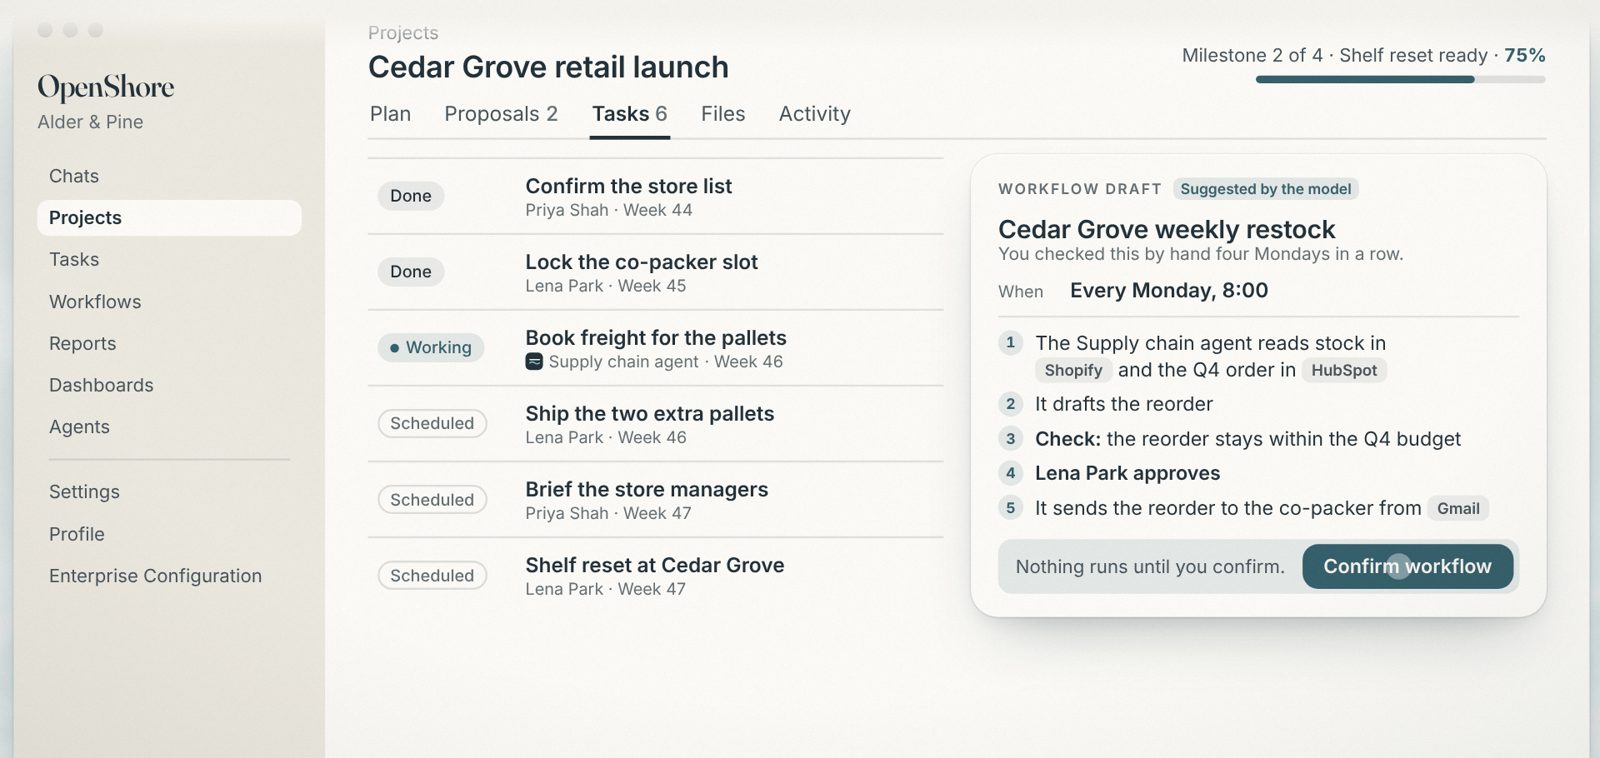 OpenShore
Alder & Pine
Chats
Projects
Tasks
Workflows
Reports
Dashboards
Agents
Settings
Profile
Enterprise Configuration
Projects
Cedar Grove retail launch
Milestone 2 of 4 · Shelf reset ready · 75%
Plan Proposals 2 Tasks 6 Files Activity
Done
Confirm the store list
Priya Shah · Week 44
Done
Lock the co-packer slot
Lena Park · Week 45
Working
Book freight for the pallets
Supply chain agent · Week 46
Scheduled
Ship the two extra pallets
Lena Park · Week 46
Scheduled
Brief the store managers
Priya Shah · Week 47
Scheduled
Shelf reset at Cedar Grove
Lena Park · Week 47
WORKFLOW DRAFT Suggested by the model
Cedar Grove weekly restock
You checked this by hand four Mondays in a row.
When Every Monday, 8:00
1 The Supply chain agent reads stock in
Shopify and the Q4 order in HubSpot
2 It drafts the reorder
3 Check: the reorder stays within the Q4 budget
4 Lena Park approves
5 It sends the reorder to the co-packer from Gmail
Nothing runs until you confirm. Confirm workflow